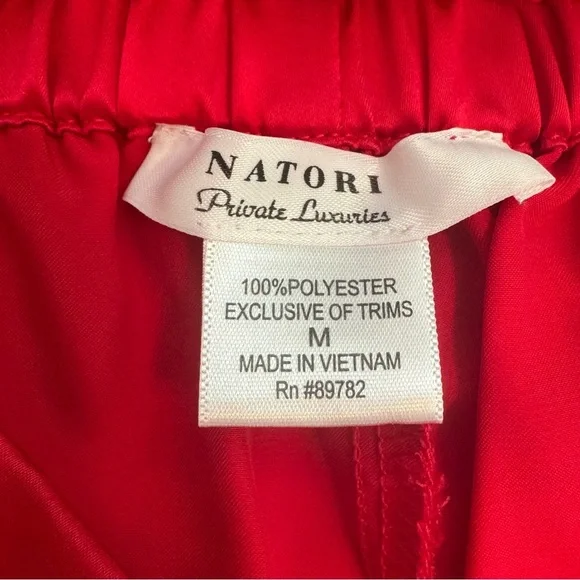 NATORI
Private Luxuries
100%POLYESTER
EXCLUSIVE OF TRIMS
M
MADE IN VIETNAM
Rn #89782